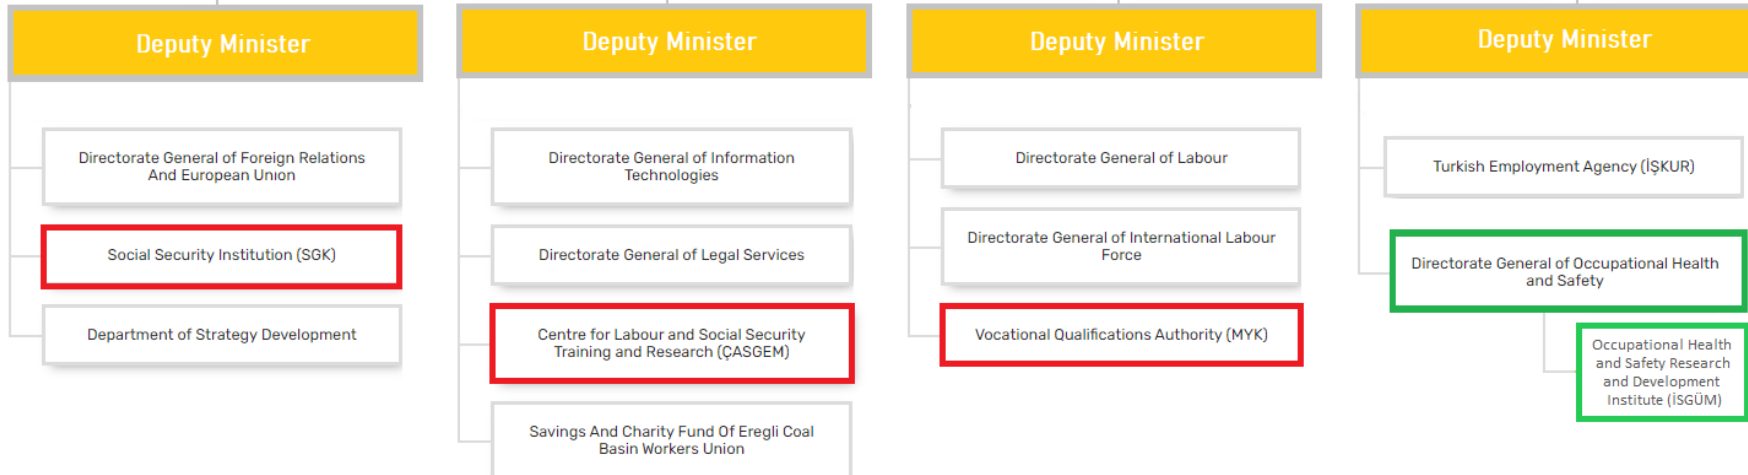 Deputy Minister
Directorate General of Foreign Relations
And European Union
Social Security Institution (SGK)
Department of Strategy Development
Deputy Minister
Directorate General of Information
Technologies
Directorate General of Legal Services
Centre for Labour and Social Security
Training and Research (ÇASGEM)
Savings And Charity Fund Of Eregli Coal
Basin Workers Union
Deputy Minister
Directorate General of Labour
Directorate General of International Labour
Force
Vocational Qualifications Authority (MYK)
Deputy Minister
Turkish Employment Agency (İŞKUR)
Directorate General of Occupational Health
and Safety
Occupational Health
and Safety Research
and Development
Institute (İSGÜM)